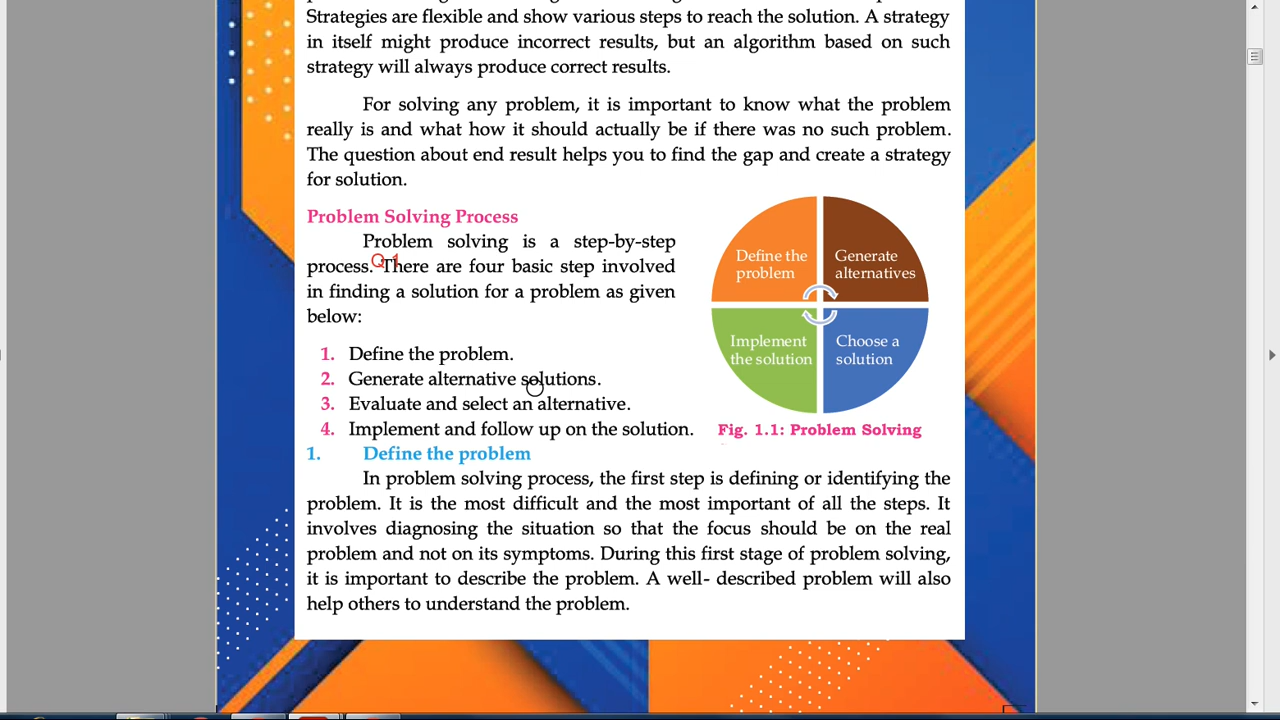 Strategies are flexible and show various steps to reach the solution. A strategy
in itself might produce incorrect results, but an algorithm based on such
strategy will always produce correct results.
For solving any problem, it is important to know what the problem
really is and what how it should actually be if there was no such problem.
The question about end result helps you to find the gap and create a strategy
for solution.
Problem Solving Process
Problem solving is a step-by-step
process. There are four basic step involved
in finding a solution for a problem as given
below:
Q 1
1. Define the problem.
2. Generate alternative solutions.
3. Evaluate and select an alternative.
4. Implement and follow up on the solution.
Define the
problem
Generate
alternatives
Implement
the solution
Choose a
solution
Fig. 1.1: Problem Solving
1. Define the problem
In problem solving process, the first step is defining or identifying the
problem. It is the most difficult and the most important of all the steps. It
involves diagnosing the situation so that the focus should be on the real
problem and not on its symptoms. During this first stage of problem solving,
it is important to describe the problem. A well- described problem will also
help others to understand the problem.